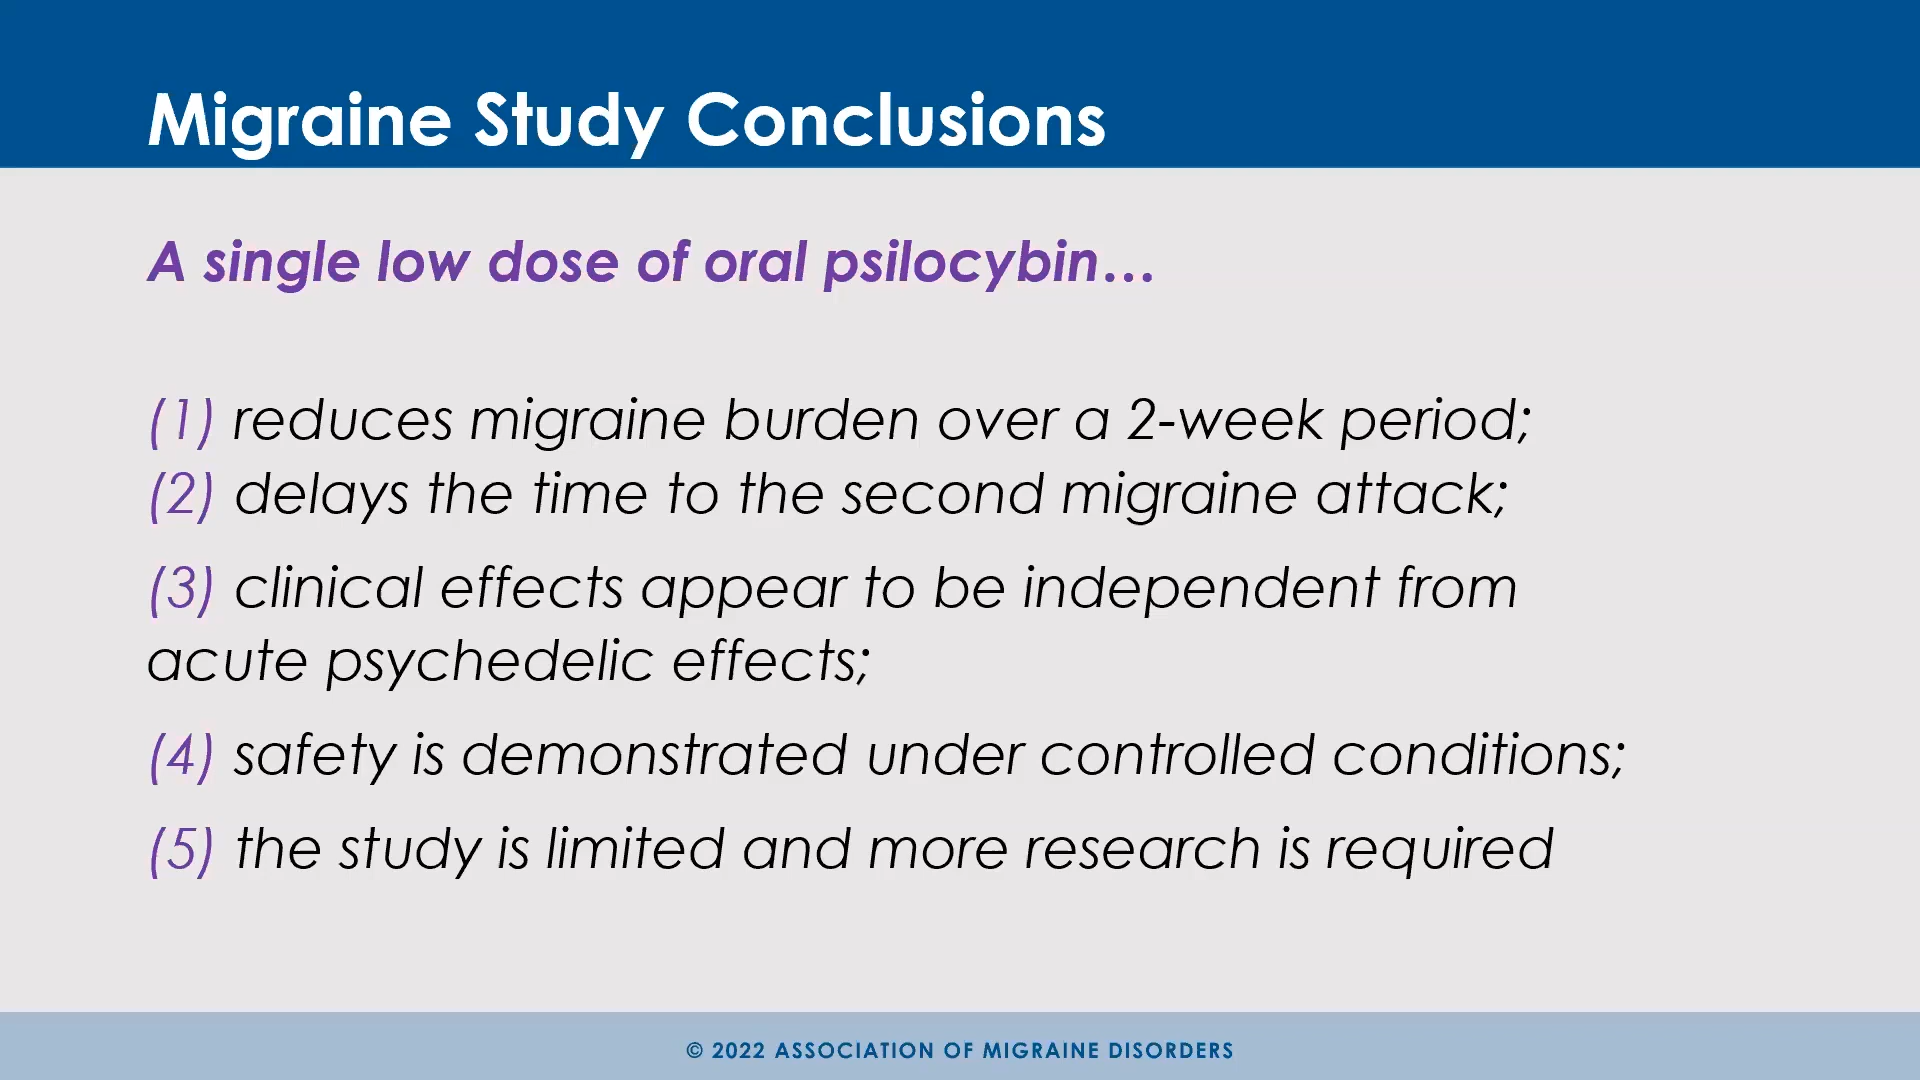 Migraine Study Conclusions
A single low dose of oral psilocybin…
(1) reduces migraine burden over a 2-week period;
(2) delays the time to the second migraine attack;
(3) clinical effects appear to be independent from
acute psychedelic effects;
(4) safety is demonstrated under controlled conditions;
(5) the study is limited and more research is required
© 2022 ASSOCIATION OF MIGRAINE DISORDERS